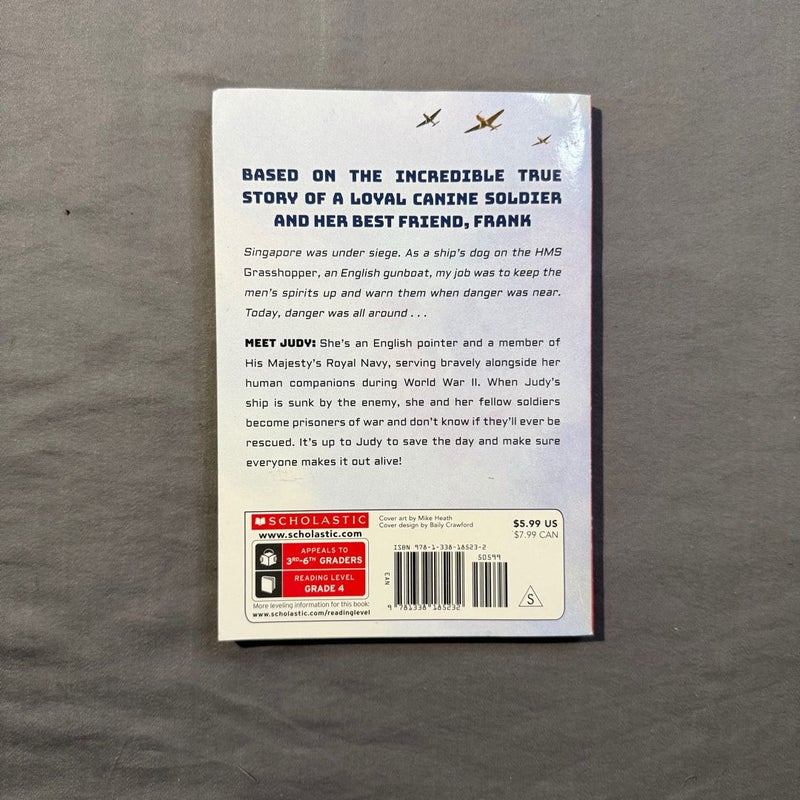 BASED ON THE INCREDIBLE TRUE
STORY OF A LOYAL CANINE SOLDIER
AND HER BEST FRIEND, FRANK
Singapore was under siege. As a ship's dog on the HMS
Grasshopper, an English gunboat, my job was to keep the
men's spirits up and warn them when danger was near.
Today, danger was all around . . .
MEET JUDY: She's an English pointer and a member of
His Majesty's Royal Navy, serving bravely alongside her
human companions during World War II. When Judy's
ship is sunk by the enemy, she and her fellow soldiers
become prisoners of war and don't know if they'll ever be
rescued. It's up to Judy to save the day and make sure
everyone makes it out alive!
SCHOLASTIC
www.scholastic.com
APPEALS TO
3RD-6TH GRADERS
READING LEVEL
GRADE 4
More leveling information for this book:
www.scholastic.com/readinglevel
Cover art by Mike Heath
Cover design by Baily Crawford
$5.99 US
$7.99 CAN
ISBN 978-1-338-18523-2
50599
CAN
9 781338 185232
S